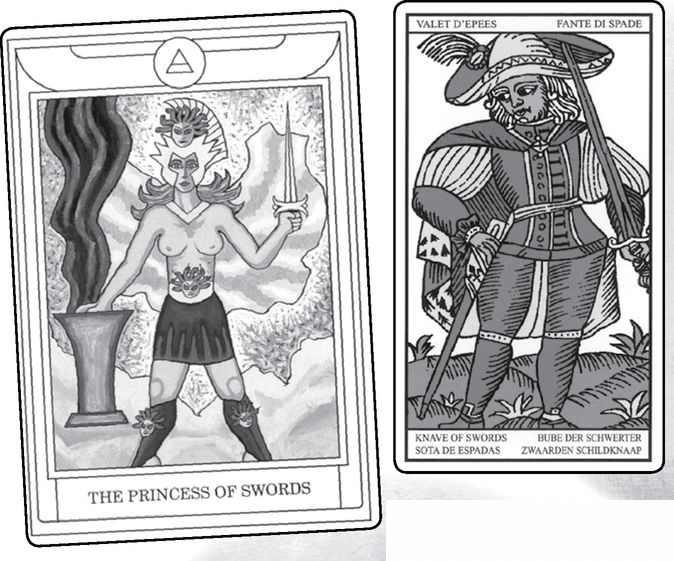 THE PRINCESS OF SWORDS
VALET D'EPEES
FANTE DI SPADE
KNAVE OF SWORDS
BUBE DER SCHWERTER
SOTA DE ESPADAS
ZWAARDEN SCHILDKNAAP